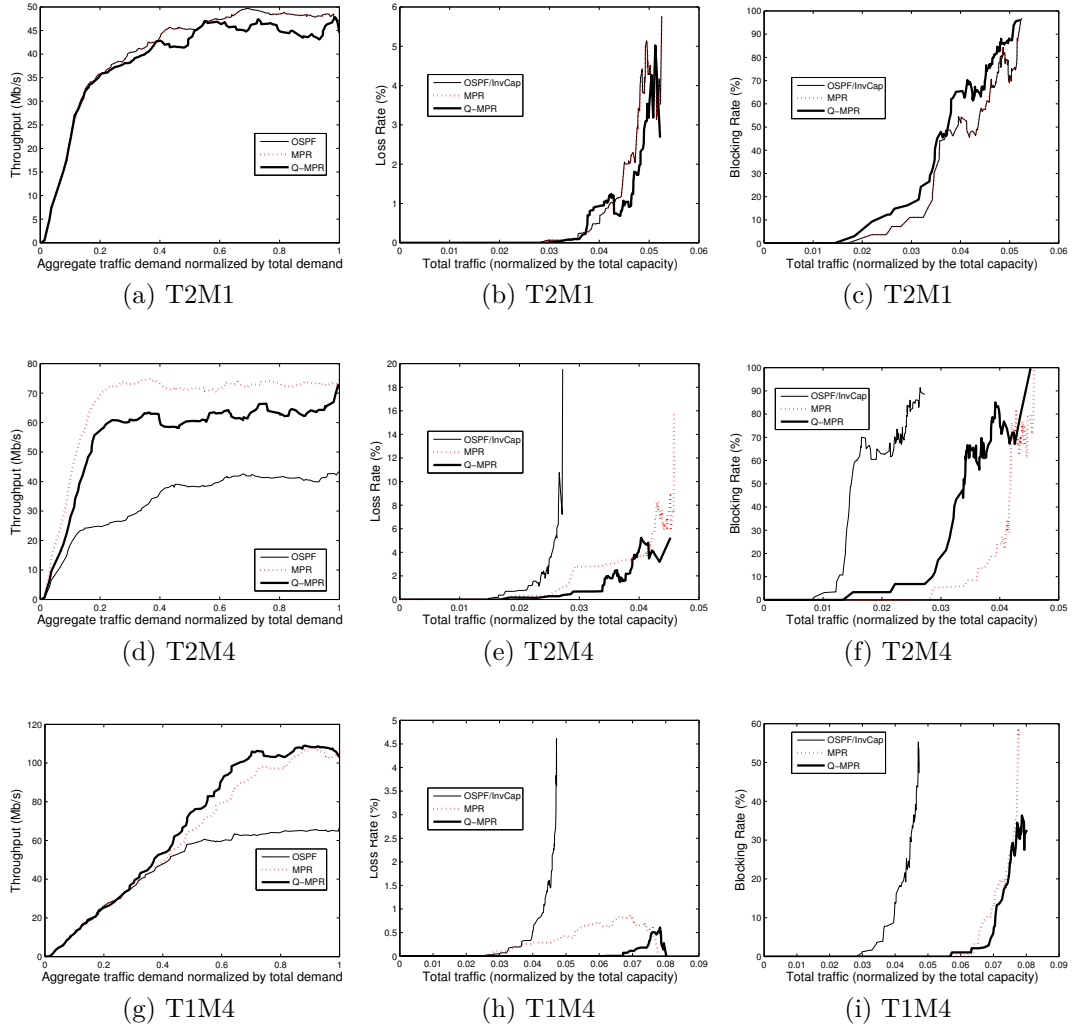 Throughput (Mb/s)
50
45
40
35
30
25
20
15
10
5
0
OSPF
MPR
Q-MPR
0 0.2 0.4 0.6 0.8 1
Aggregate traffic demand normalized by total demand
(a) T2M1
Loss Rate (%)
6
5
4
3
2
1
0
OSPF/InvCap
MPR
Q-MPR
0 0.01 0.02 0.03 0.04 0.05 0.06
Total traffic (normalized by the total capacity)
(b) T2M1
Blocking Rate (%)
100
90
80
70
60
50
40
30
20
10
0
OSPF/InvCap
MPR
Q-MPR
0 0.01 0.02 0.03 0.04 0.05 0.06
Total traffic (normalized by the total capacity)
(c) T2M1
Throughput (Mb/s)
80
70
60
50
40
30
20
10
0
OSPF
MPR
Q-MPR
0 0.2 0.4 0.6 0.8 1
Aggregate traffic demand normalized by total demand
(d) T2M4
Loss Rate (%)
20
18
16
14
12
10
8
6
4
2
0
OSPF/InvCap
MPR
Q-MPR
0 0.01 0.02 0.03 0.04 0.05
Total traffic (normalized by the total capacity)
(e) T2M4
Blocking Rate (%)
100
90
80
70
60
50
40
30
20
10
0
OSPF/InvCap
MPR
Q-MPR
0 0.01 0.02 0.03 0.04 0.05
Total traffic (normalized by the total capacity)
(f) T2M4
Throughput (Mb/s)
120
100
80
60
40
20
0
OSPF
MPR
Q-MPR
0 0.2 0.4 0.6 0.8 1
Aggregate traffic demand normalized by total demand
(g) T1M4
Loss Rate (%)
5
4.5
4
3.5
3
2.5
2
1.5
1
0.5
0
OSPF/InvCap
MPR
Q-MPR
0 0.01 0.02 0.03 0.04 0.05 0.06 0.07 0.08 0.09
Total traffic (normalized by the total capacity)
(h) T1M4
Blocking Rate (%)
60
50
40
30
20
10
0
OSPF/InvCap
MPR
Q-MPR
0 0.01 0.02 0.03 0.04 0.05 0.06 0.07 0.08 0.09
Total traffic (normalized by the total capacity)
(i) T1M4